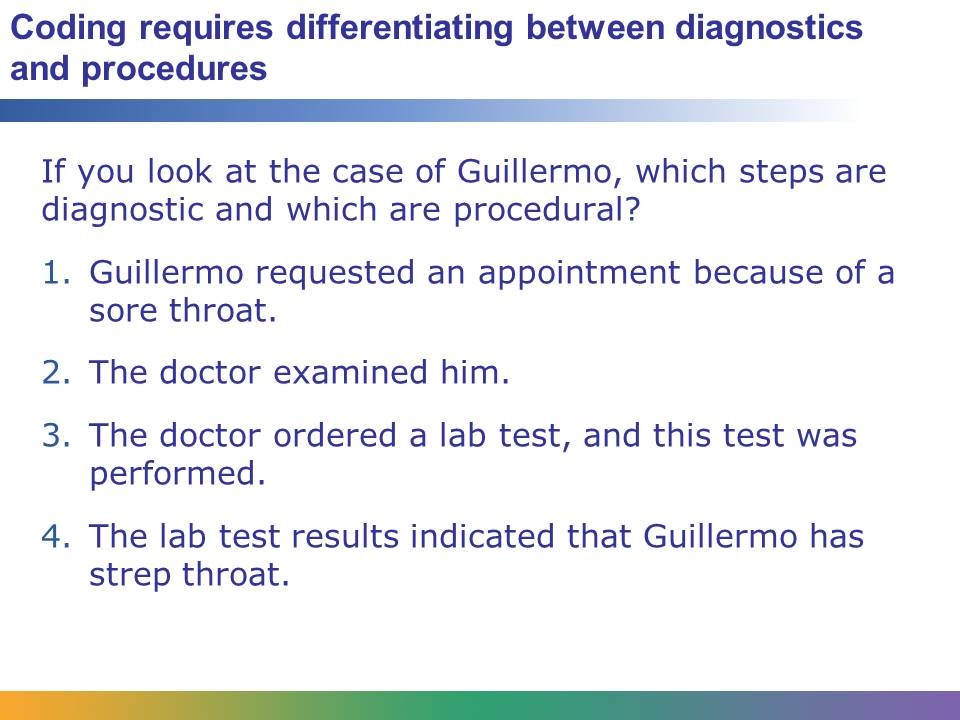 Coding requires differentiating between diagnostics
and procedures
If you look at the case of Guillermo, which steps are
diagnostic and which are procedural?
1. Guillermo requested an appointment because of a
sore throat.
2. The doctor examined him.
3. The doctor ordered a lab test, and this test was
performed.
4. The lab test results indicated that Guillermo has
strep throat.